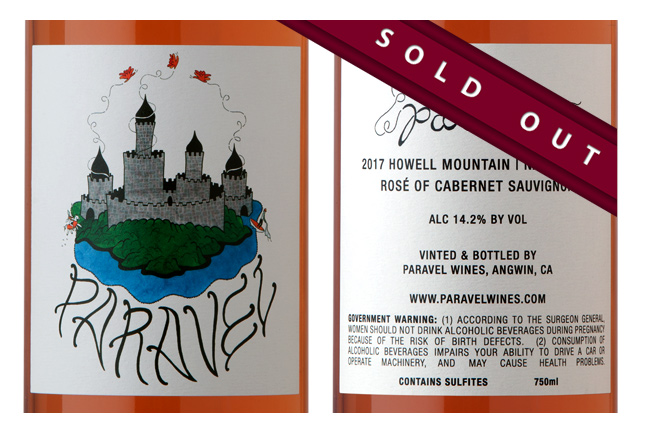 PARAVEL
SOLD OUT
2017 HOWELL MOUNTAIN |
ROSÉ OF CABERNET
ALC 14.2% BY VOL
VINTED & BOTTLED BY
PARAVEL WINES, ANGWIN, CA
WWW.PARAVELWINES.COM
GOVERNMENT WARNING: (1) ACCORDING TO THE SURGEON GENERAL,
WOMEN SHOULD NOT DRINK ALCOHOLIC BEVERAGES DURING PREGNANCY
BECAUSE OF THE RISK OF BIRTH DEFECTS. (2) CONSUMPTION OF
ALCOHOLIC BEVERAGES IMPAIRS YOUR ABILITY TO DRIVE A CAR OR
OPERATE MACHINERY, AND MAY CAUSE HEALTH PROBLEMS.
CONTAINS SULFITES 750ml